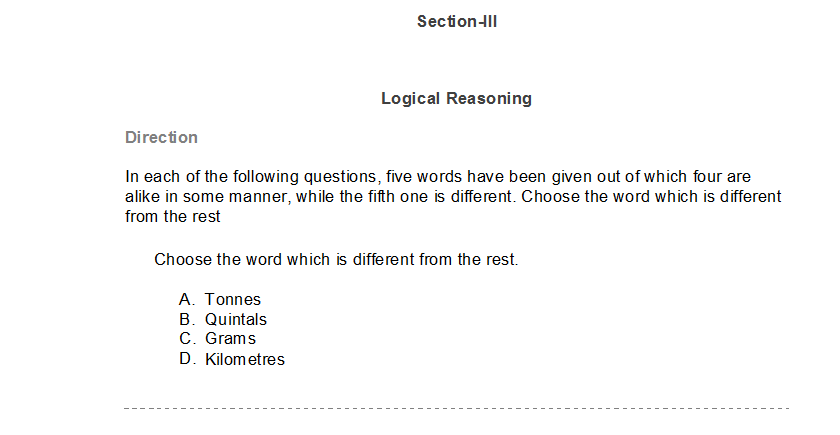 Section-III
Logical Reasoning
Direction
In each of the following questions, five words have been given out of which four are
alike in some manner, while the fifth one is different. Choose the word which is different
from the rest
Choose the word which is different from the rest.
A. Tonnes
B. Quintals
C. Grams
D. Kilometres